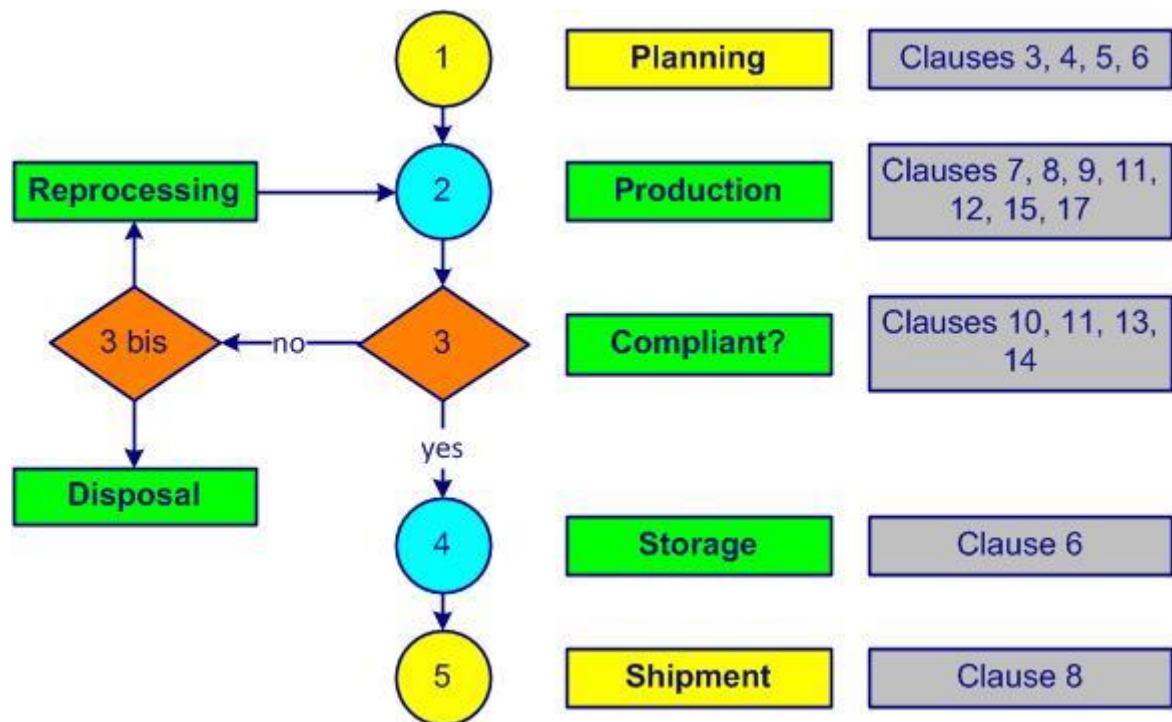 1
Planning
Clauses 3, 4, 5, 6
Reprocessing
2
Production
Clauses 7, 8, 9, 11,
12, 15, 17
3 bis
no
3
Compliant?
Clauses 10, 11, 13,
14
yes
Disposal
4
Storage
Clause 6
5
Shipment
Clause 8